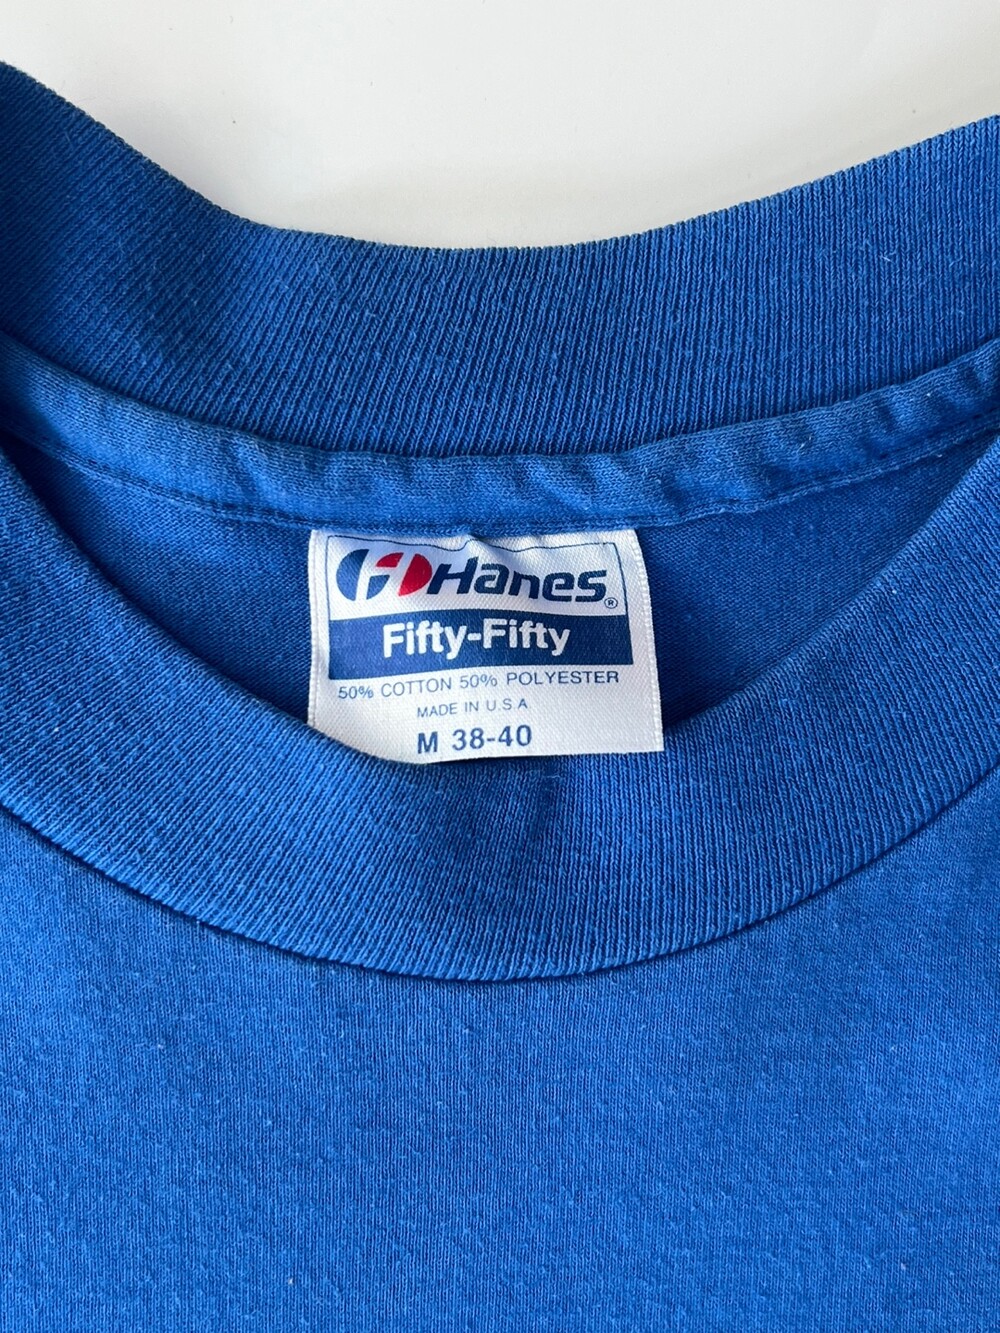 Hanes®
Fifty-Fifty
50% COTTON 50% POLYESTER
MADE IN U.S.A
M 38-40